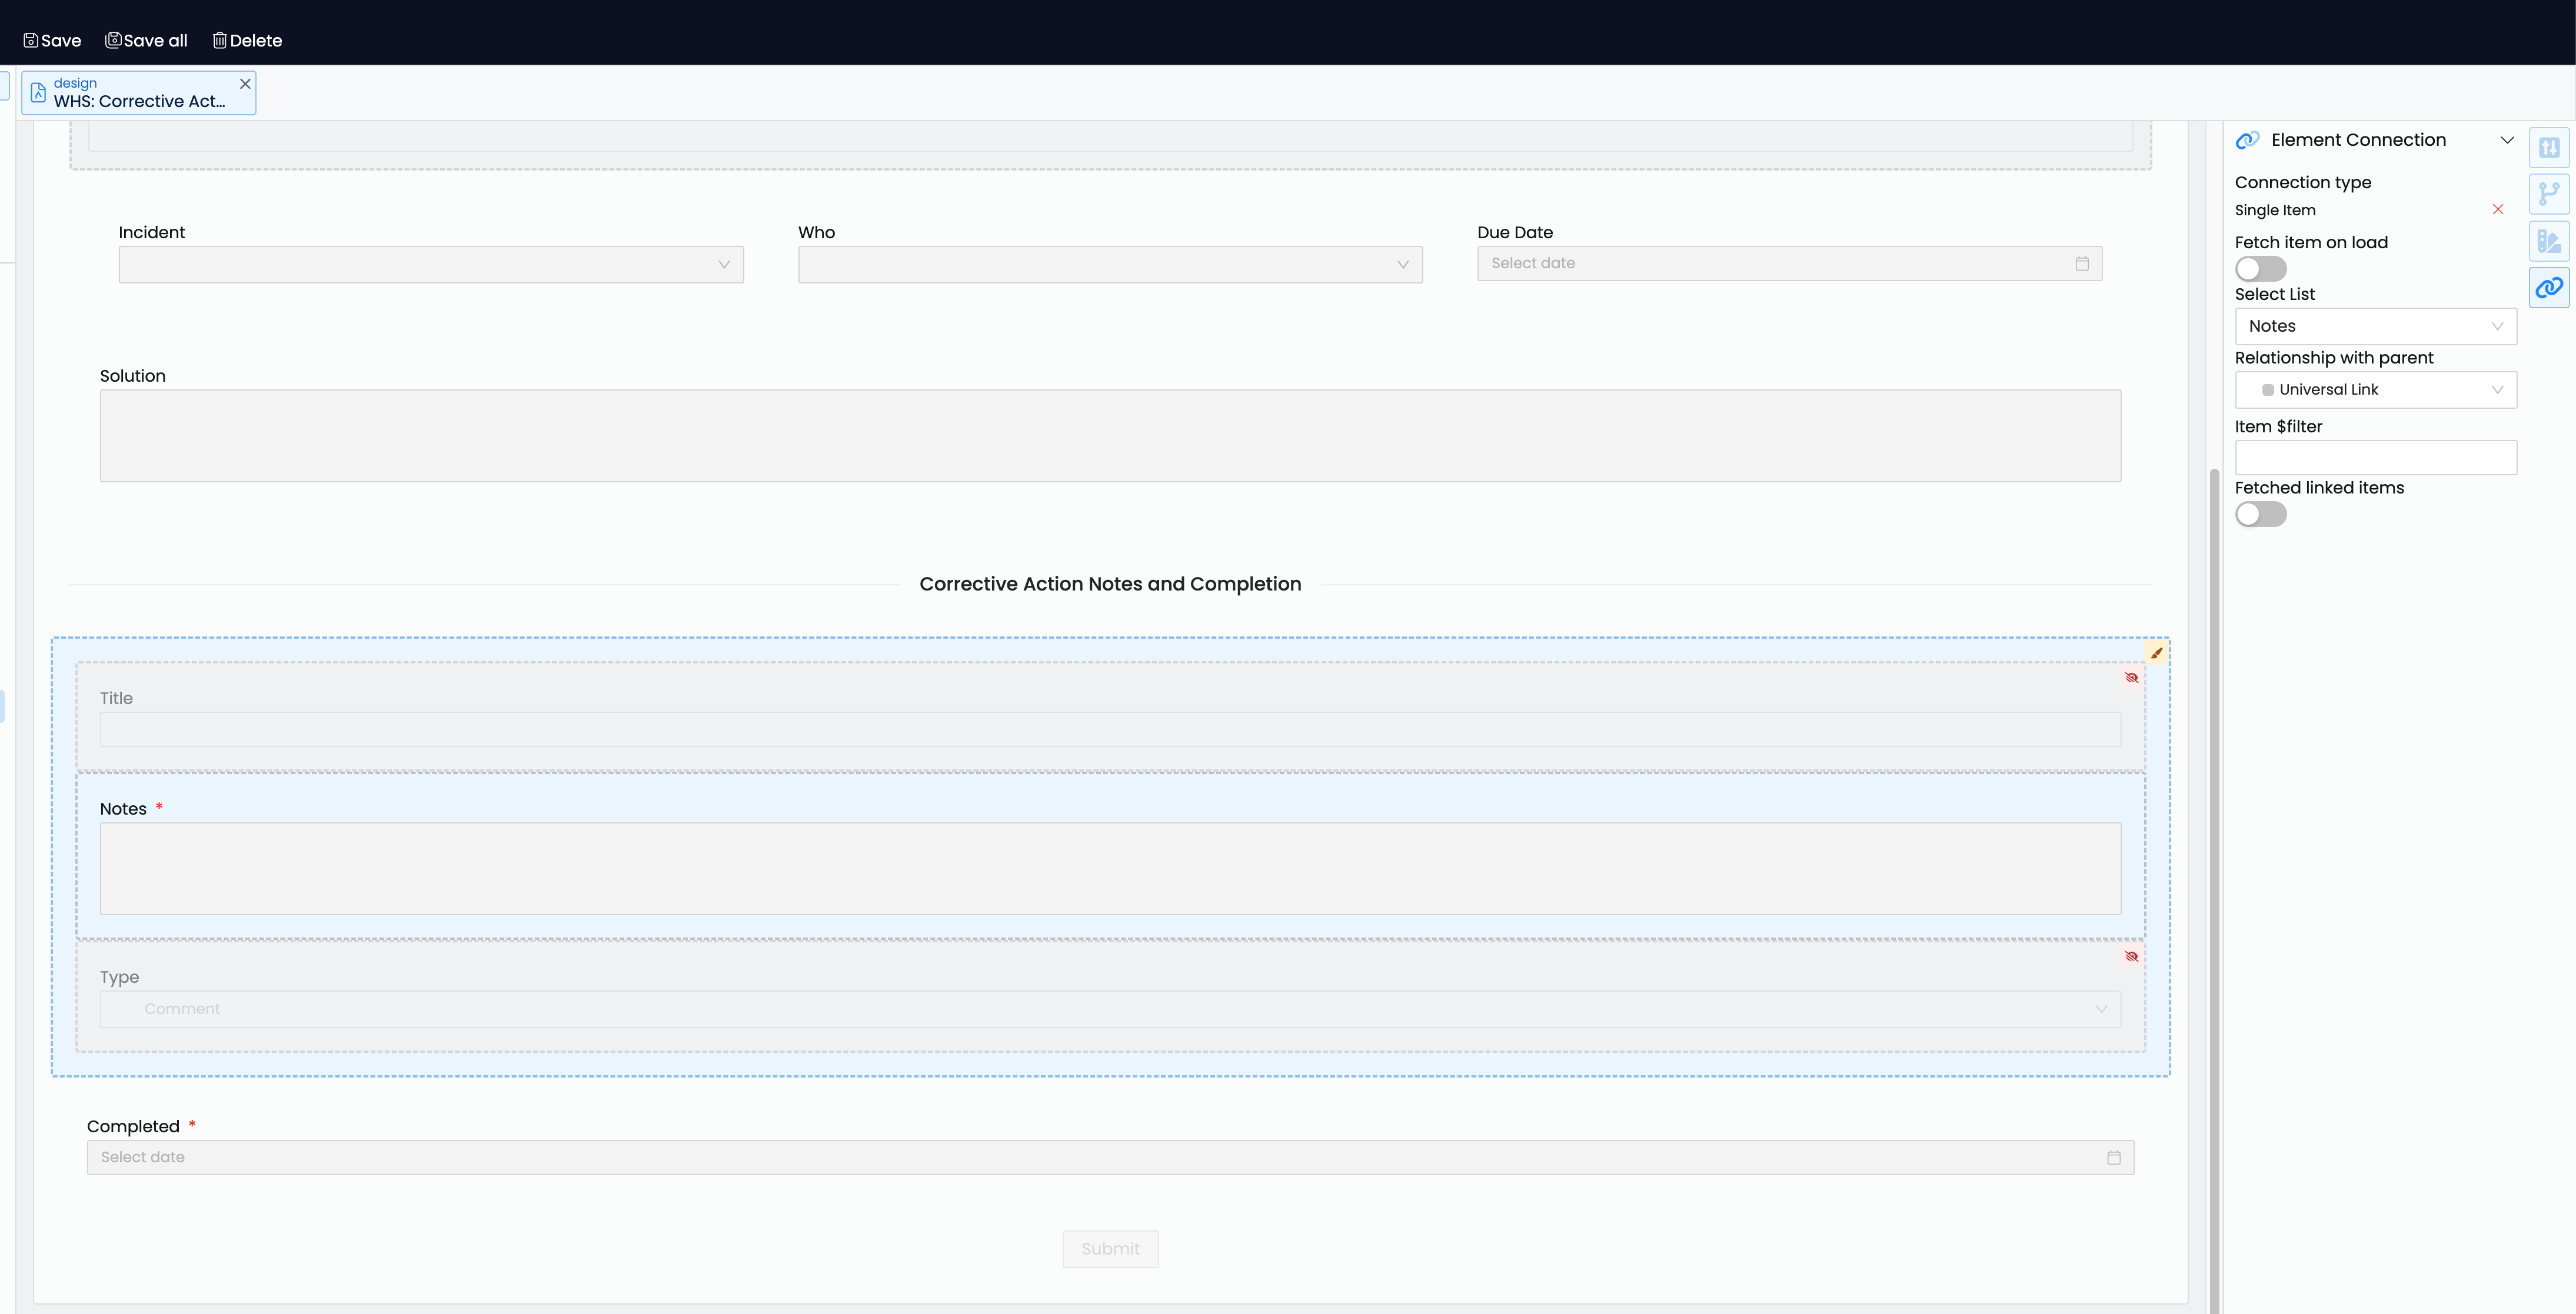 Save Save all Delete
design
WHS: Corrective Act...
Incident
Who
Due Date
Select date
Solution
Corrective Action Notes and Completion
Title
Notes *
Type
Comment
Completed *
Select date
Submit
Element Connection
Connection type
Single Item
Fetch item on load
Select List
Notes
Relationship with parent
Universal Link
Item $filter
Fetched linked items